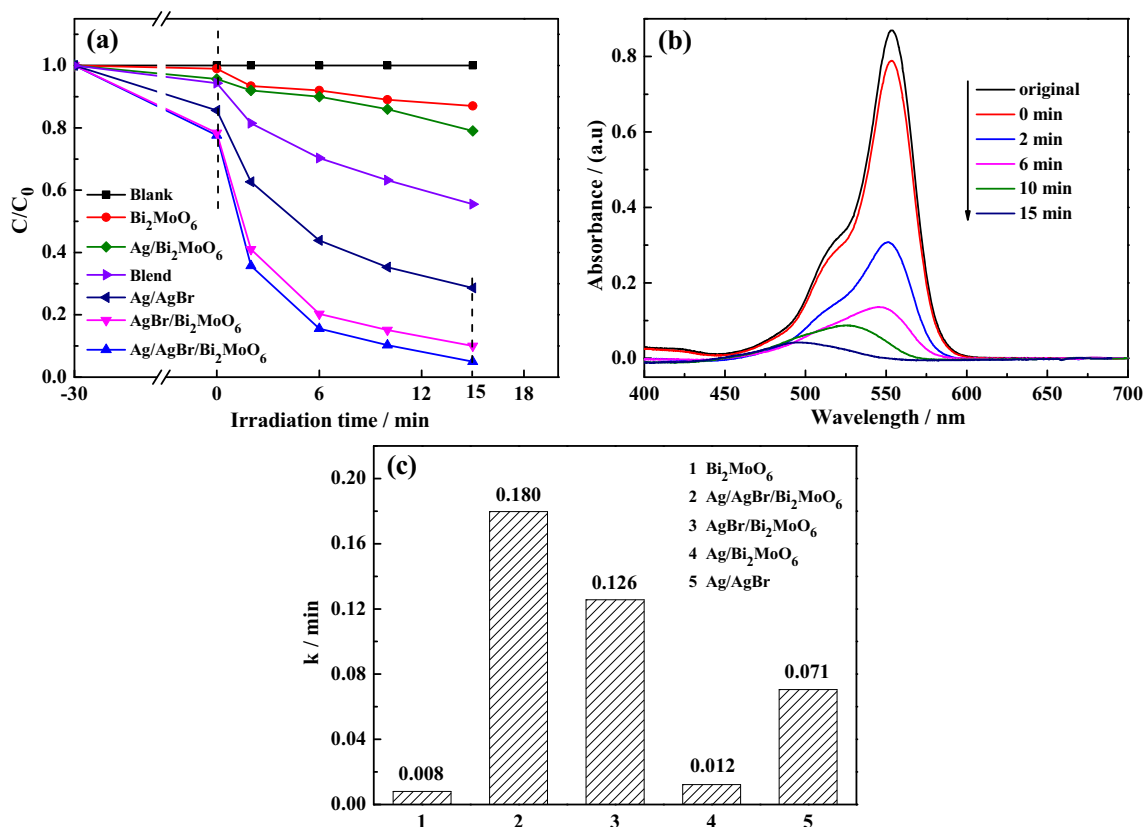 (a)
1.0
0.8
0.6
0.4
0.2
0.0
C/C₀
Blank
Bi₂MoO₆
Ag/Bi₂MoO₆
Blend
Ag/AgBr
AgBr/Bi₂MoO₆
Ag/AgBr/Bi₂MoO₆
-30 0 6 12 15 18
Irradiation time / min
(b)
0.8
0.6
0.4
0.2
0.0
Absorbance / (a.u)
original
0 min
2 min
6 min
10 min
15 min
400 450 500 550 600 650 700
Wavelength / nm
(c)
0.20
0.16
0.12
0.08
0.04
0.00
k / min
1 Bi₂MoO₆
2 Ag/AgBr/Bi₂MoO₆
3 AgBr/Bi₂MoO₆
4 Ag/Bi₂MoO₆
5 Ag/AgBr
0.008
0.180
0.126
0.012
0.071
1 2 3 4 5